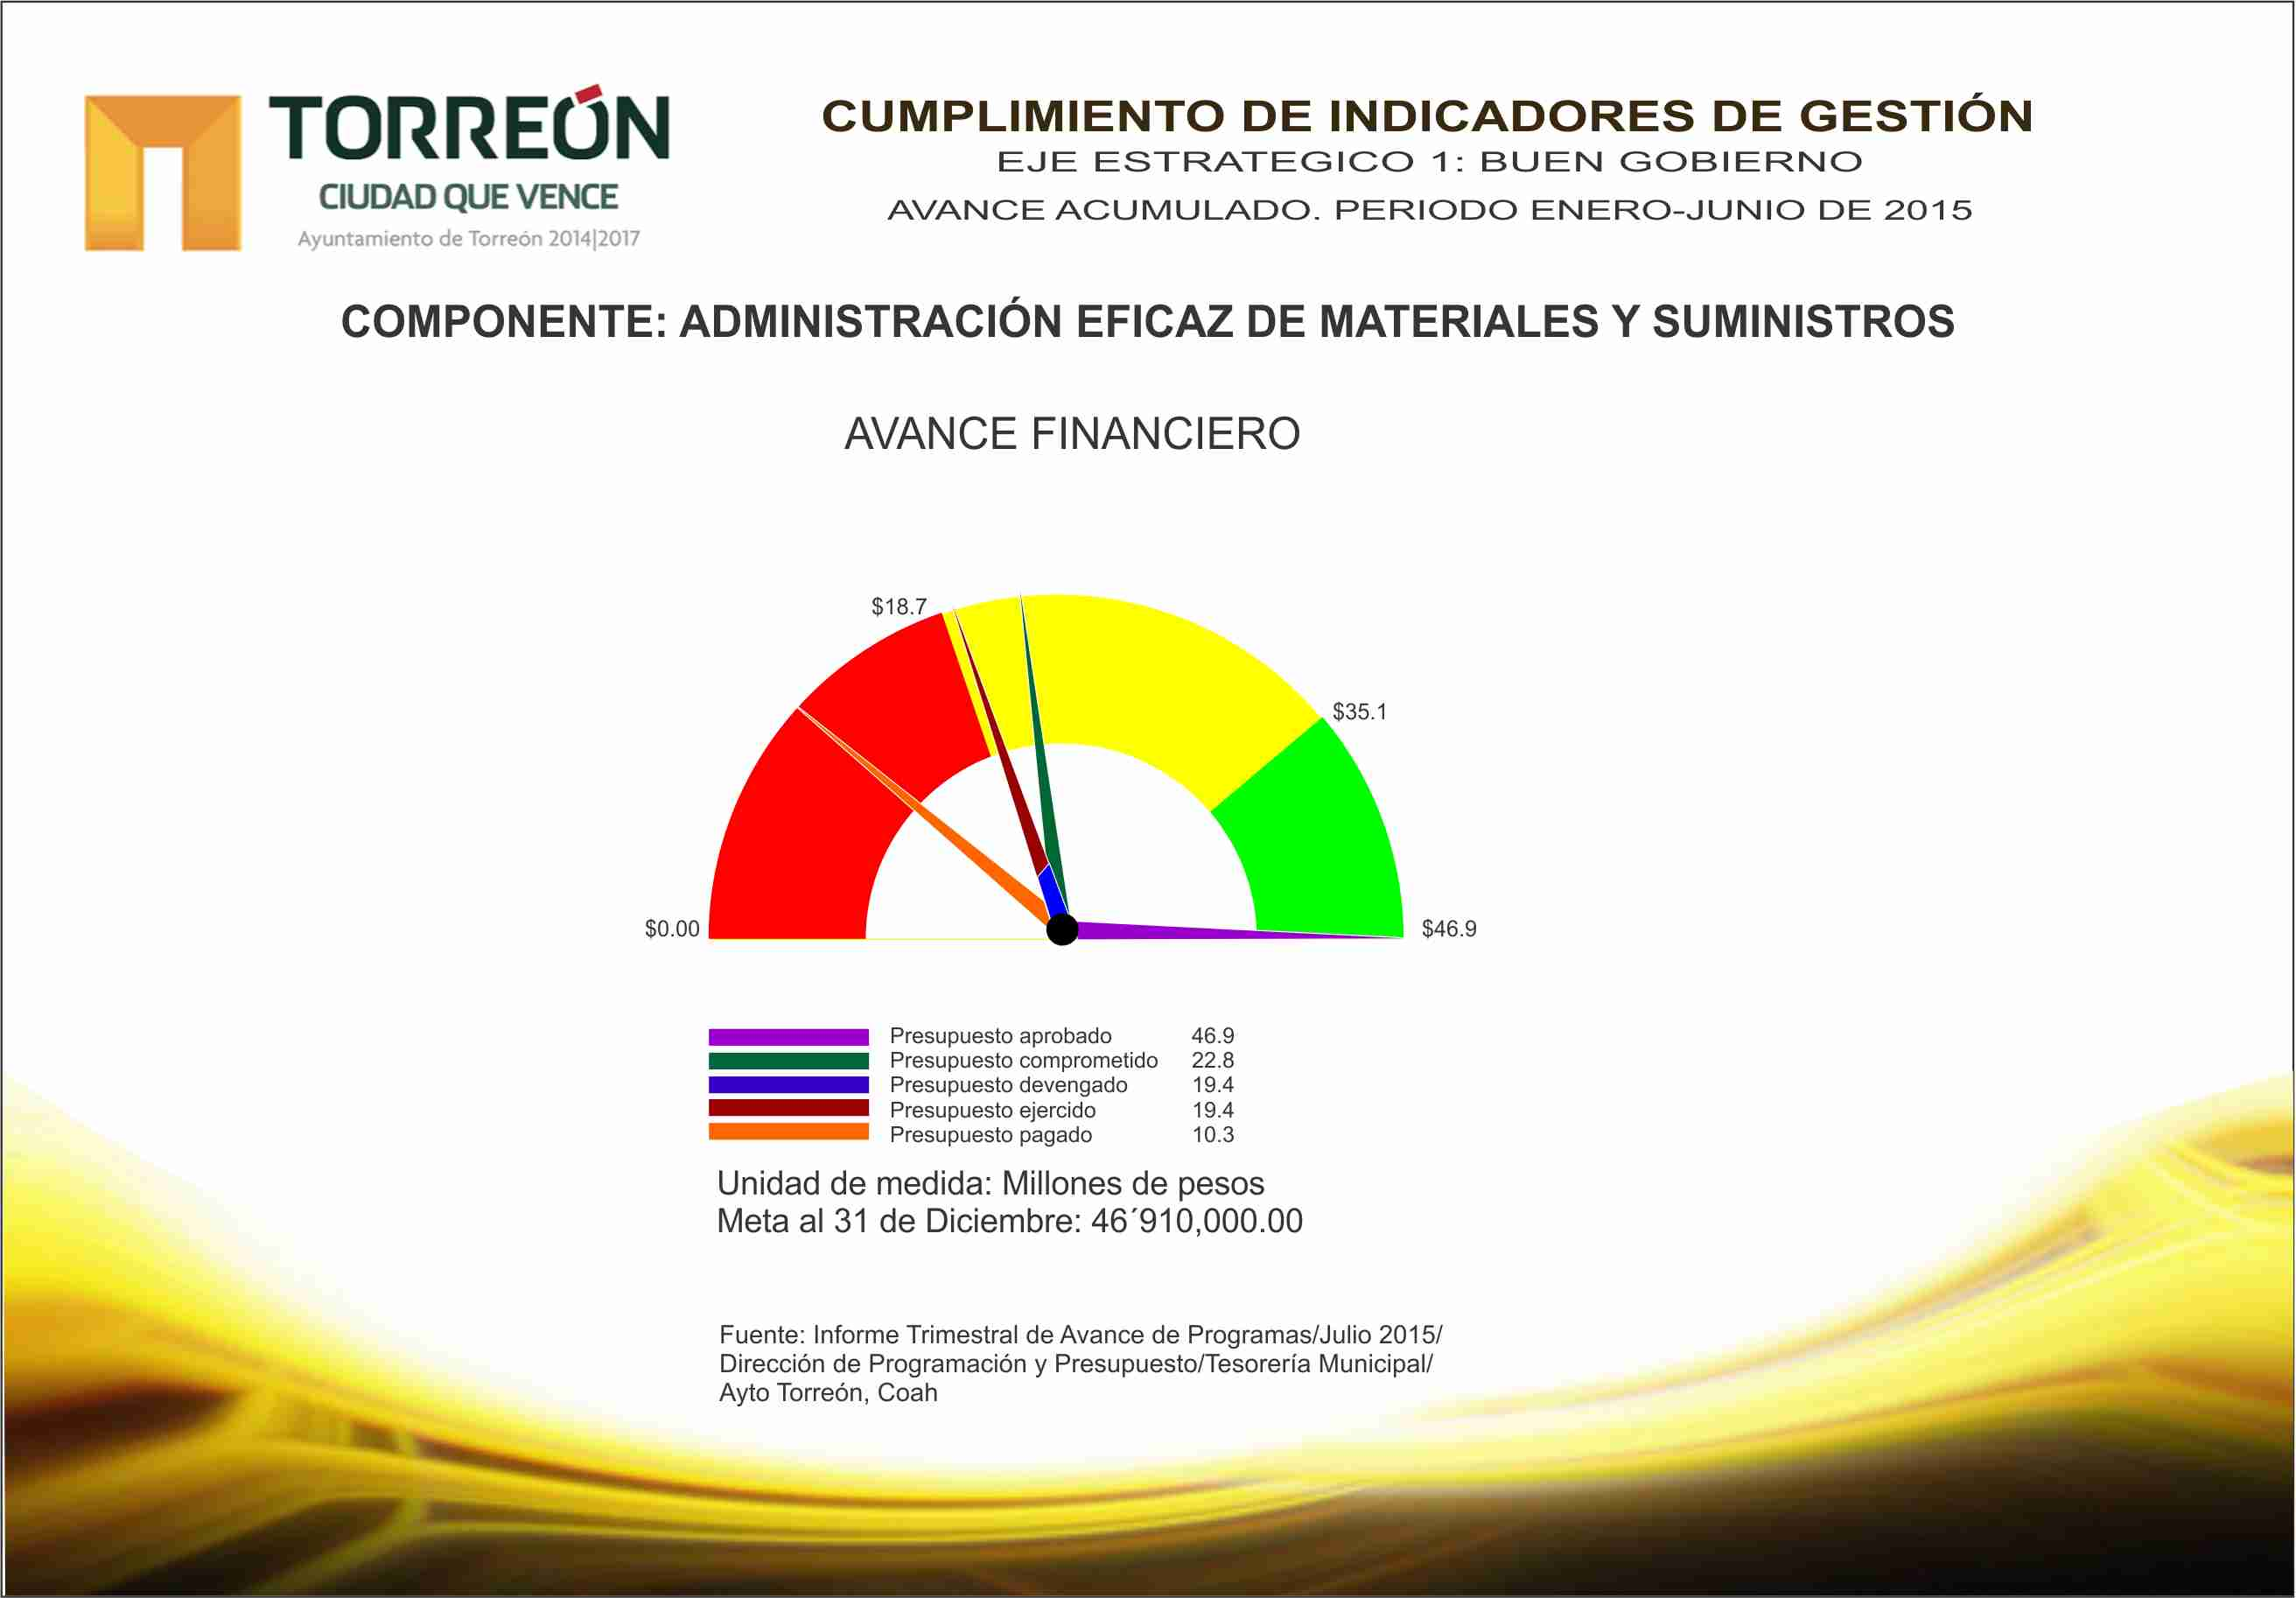 TORREÓN
CIUDAD QUE VENCE
Ayuntamiento de Torreón 2014|2017
CUMPLIMIENTO DE INDICADORES DE GESTIÓN
EJE ESTRATEGICO 1: BUEN GOBIERNO
AVANCE ACUMULADO. PERIODO ENERO-JUNIO DE 2015
COMPONENTE: ADMINISTRACIÓN EFICAZ DE MATERIALES Y SUMINISTROS
AVANCE FINANCIERO
$18.7
$35.1
$0.00
$46.9
Presupuesto aprobado 46.9
Presupuesto comprometido 22.8
Presupuesto devengado 19.4
Presupuesto ejercido 19.4
Presupuesto pagado 10.3
Unidad de medida: Millones de pesos
Meta al 31 de Diciembre: 46´910,000.00
Fuente: Informe Trimestral de Avance de Programas/Julio 2015/
Dirección de Programación y Presupuesto/Tesorería Municipal/
Ayto Torreón, Coah